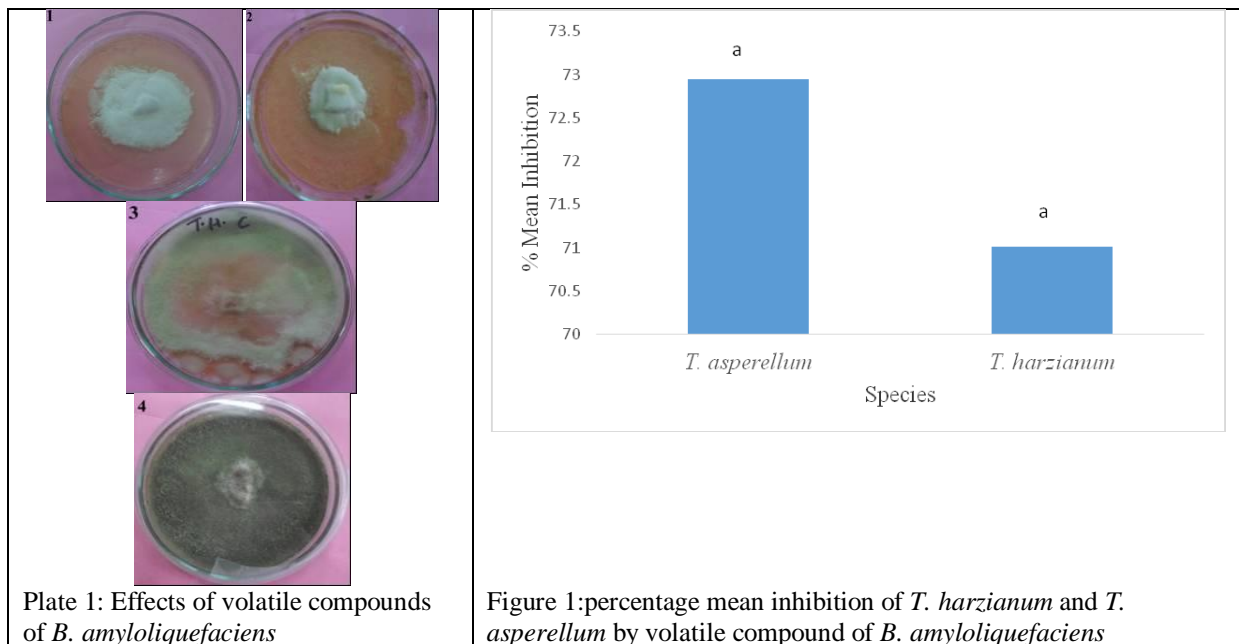 1
2
3
T.H. C
4
Plate 1: Effects of volatile compounds
of B. amyloliquefaciens
73.5
73
72.5
72
71.5
71
70.5
70
% Mean Inhibition
a
a
T. asperellum
T. harzianum
Species
Figure 1:percentage mean inhibition of T. harzianum and T.
asperellum by volatile compound of B. amyloliquefaciens